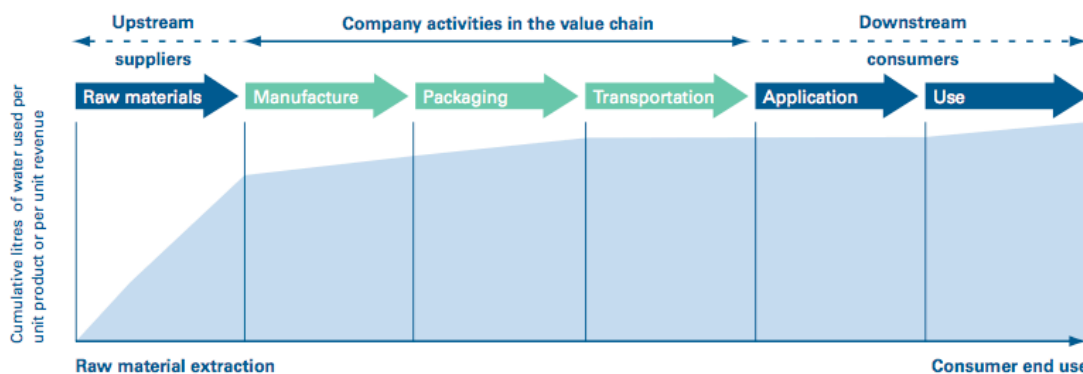 Upstream
suppliers
Company activities in the value chain
Downstream
consumers
Raw materials
Manufacture
Packaging
Transportation
Application
Use
Cumulative litres of water used per
unit product or per unit revenue
Raw material extraction
Consumer end use